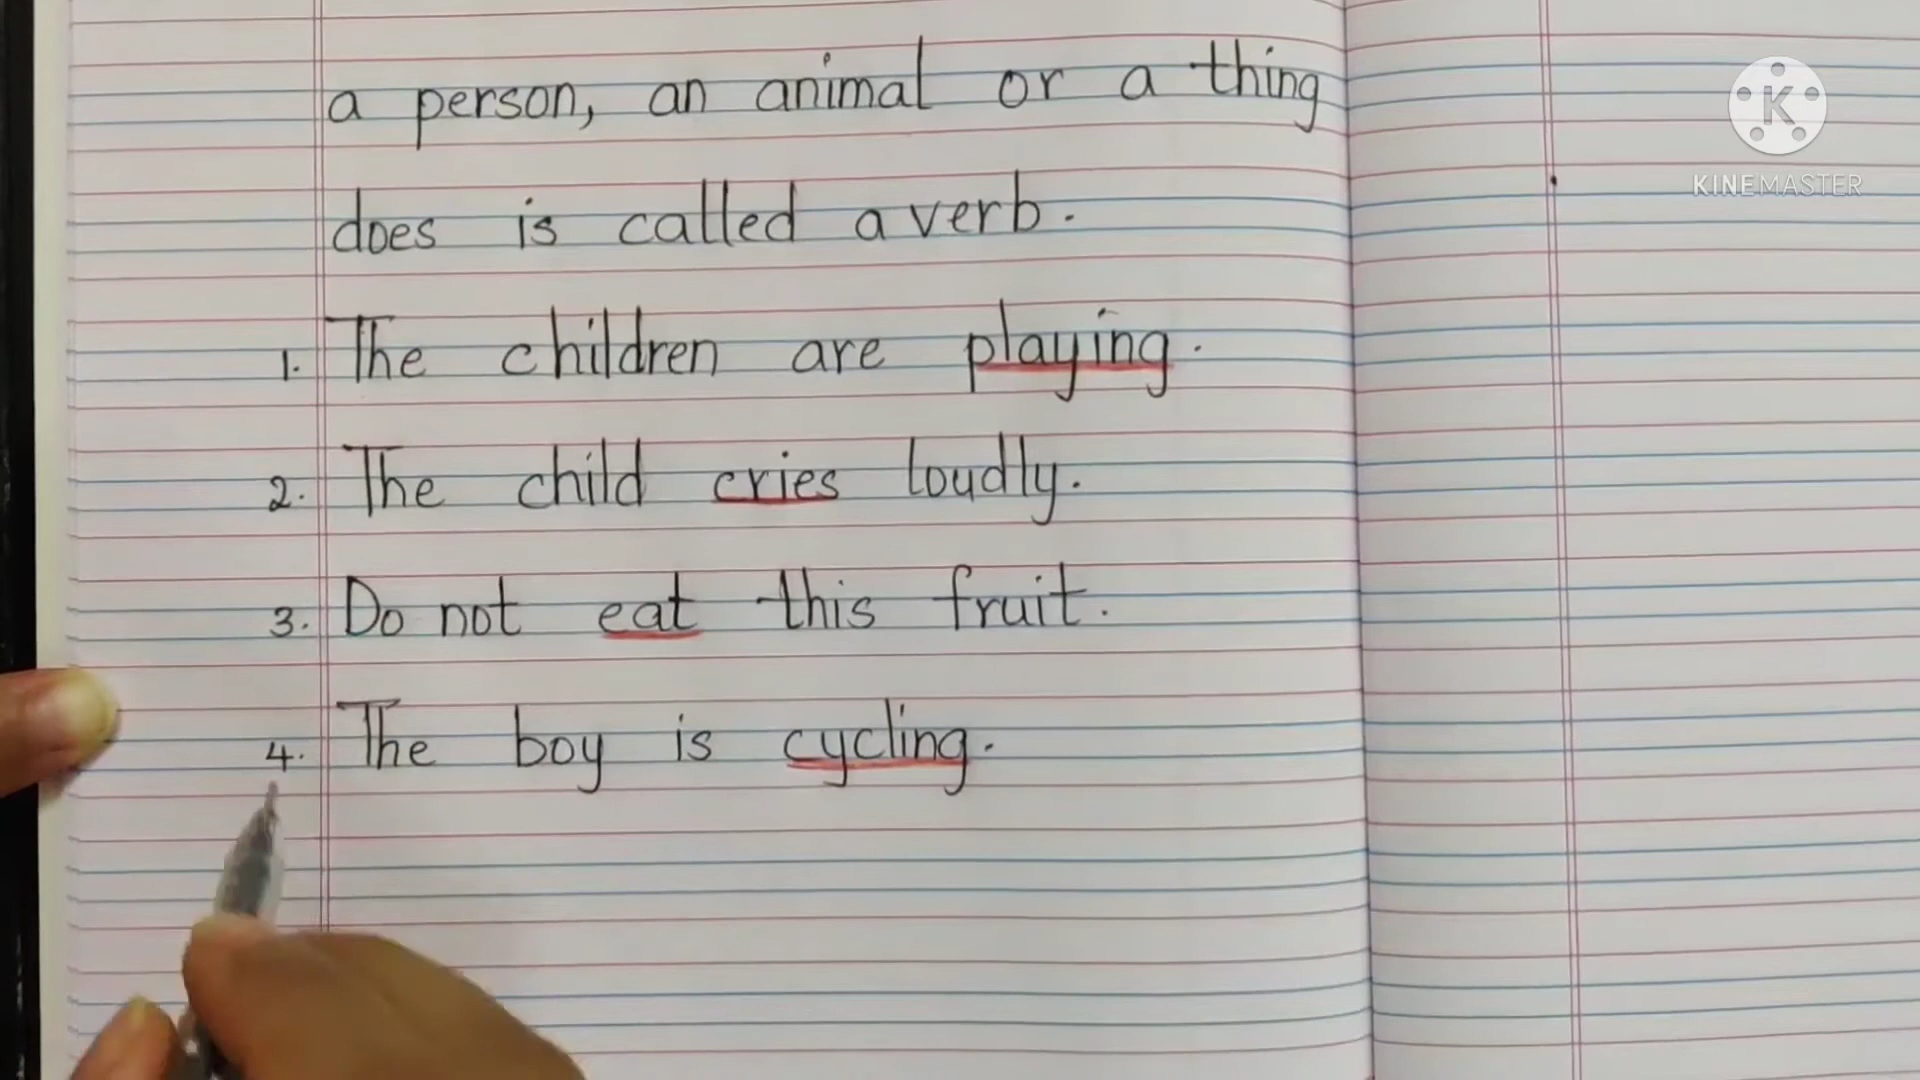 a person, an animal or a thing
does is called a verb.
1. The children are playing.
2. The child cries loudly.
3. Do not eat this fruit.
4. The boy is cycling.
K
KINEMASTER